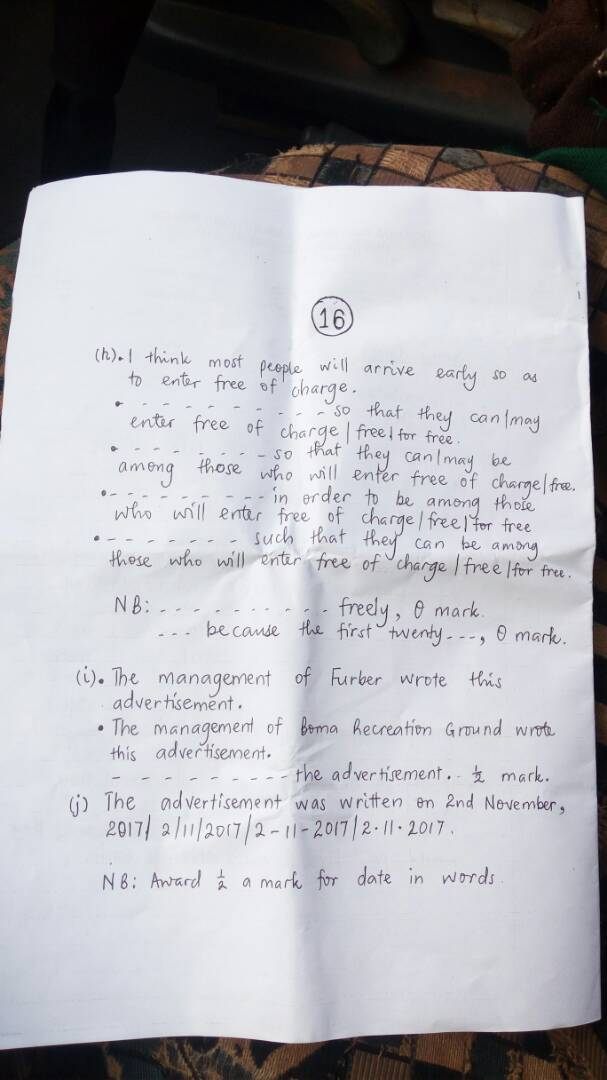 16
(h). I think most people will arrive early so as
to enter free of charge.
• - - - - - - - - - - so that they can/may
enter free of charge/free/for free.
• - - - - - - - - so that they can/may be
among those who will enter free of charge/free.
• - - - - - - - - - in order to be among those
who will enter free of charge/free/for free
• - - - - - - - such that they can be among
those who will enter free of charge/free/for free.
NB: - - - - - - - - - - freely, 0 mark.
- - - because the first twenty - - -, 0 mark.
(i). The management of Furber wrote this
advertisement.
• The management of Boma Recreation Ground wrote
this advertisement.
- - - - - - - - - the advertisement. - ½ mark.
(j) The advertisement was written on 2nd November,
2017/ 2/11/2017/2-11-2017/2.11.2017.
NB: Award ½ a mark for date in words.